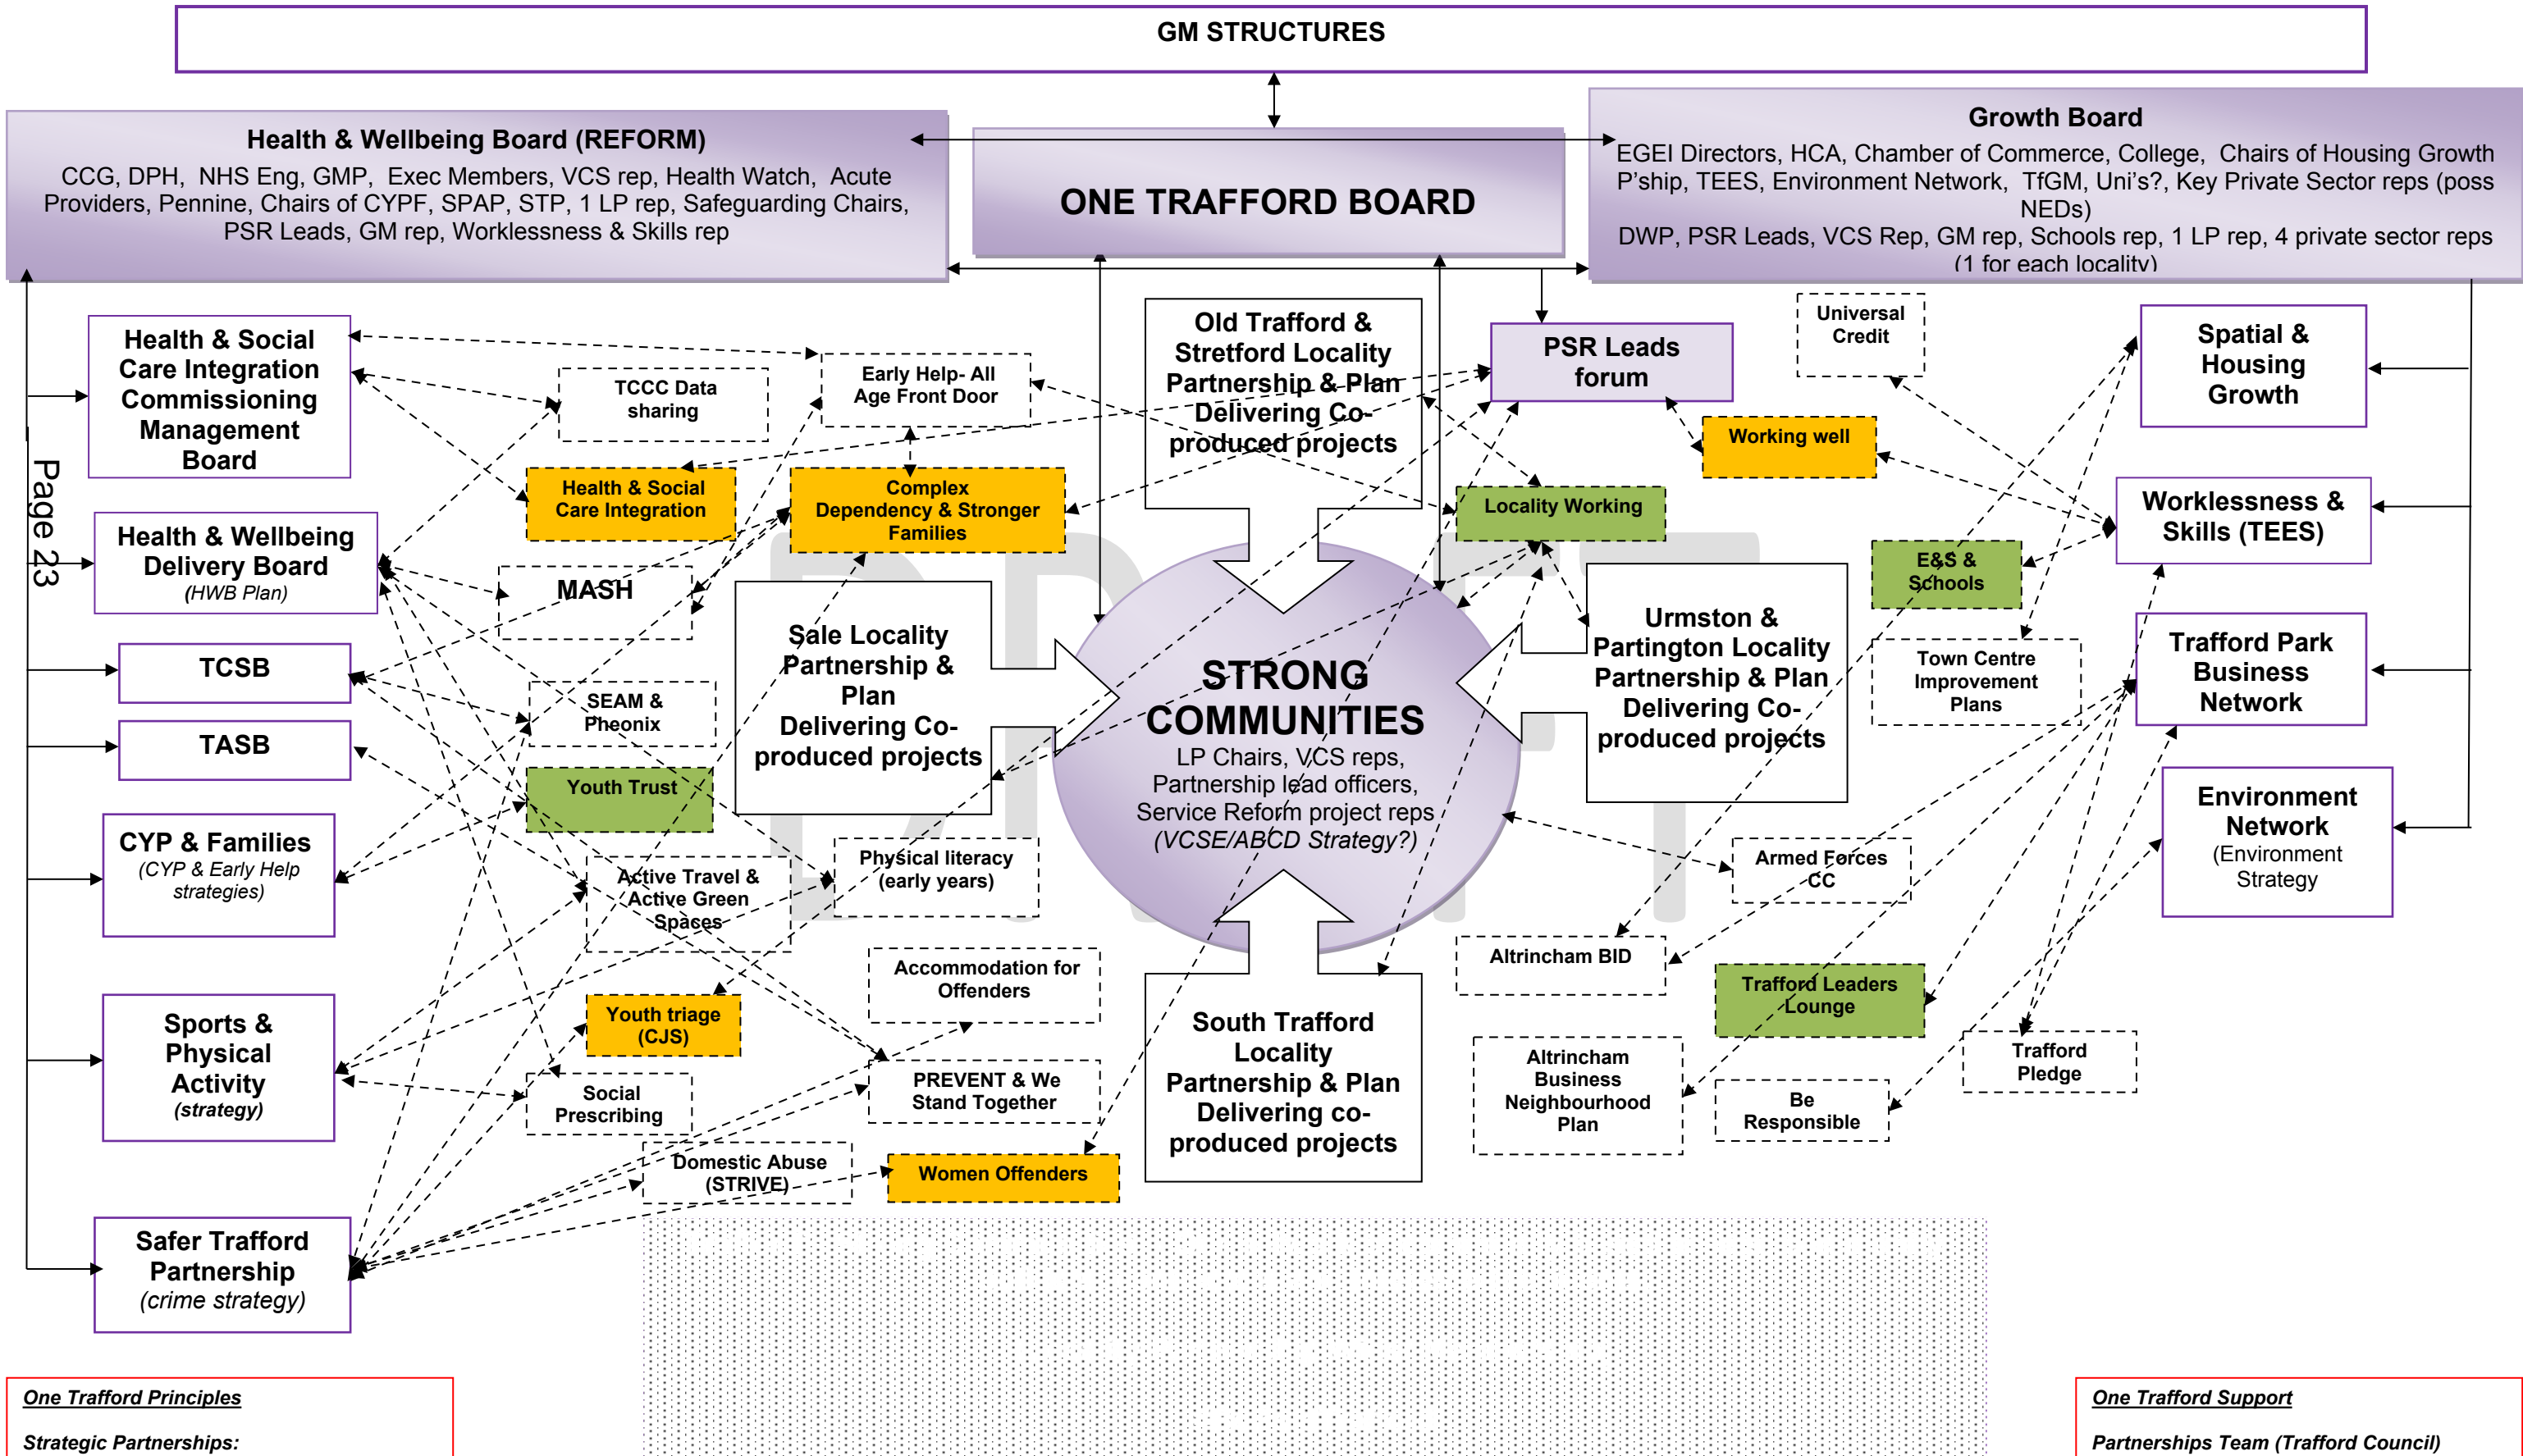 GM STRUCTURES
Health & Wellbeing Board (REFORM)
CCG, DPH, NHS Eng, GMP, Exec Members, VCS rep, Health Watch, Acute
Providers, Pennine, Chairs of CYPF, SPAP, STP, 1 LP rep, Safeguarding Chairs,
PSR Leads, GM rep, Worklessness & Skills rep
ONE TRAFFORD BOARD
Growth Board
EGEI Directors, HCA, Chamber of Commerce, College, Chairs of Housing Growth
P'ship, TEES, Environment Network, TfGM, Uni's?, Key Private Sector reps (poss
NEDs)
DWP, PSR Leads, VCS Rep, GM rep, Schools rep, 1 LP rep, 4 private sector reps
(1 for each locality)
Page 23
Health & Social
Care Integration
Commissioning
Management
Board
Health & Wellbeing
Delivery Board
(HWB Plan)
TCSB
TASB
CYP & Families
(CYP & Early Help
strategies)
Sports &
Physical
Activity
(strategy)
Safer Trafford
Partnership
(crime strategy)
TCCC Data
sharing
Early Help- All
Age Front Door
Health & Social
Care Integration
Complex
Dependency & Stronger
Families
MASH
SEAM &
Pheonix
Youth Trust
Active Travel &
Active Green
Spaces
Physical literacy
(early years)
Youth triage
(CJS)
Accommodation for
Offenders
Social
Prescribing
PREVENT & We
Stand Together
Domestic Abuse
(STRIVE)
Women Offenders
Old Trafford &
Stretford Locality
Partnership & Plan
Delivering Co-
produced projects
Sale Locality
Partnership &
Plan
Delivering Co-
produced projects
STRONG
COMMUNITIES
LP Chairs, VCS reps,
Partnership lead officers,
Service Reform project reps
(VCSE/ABCD Strategy?)
Urmston &
Partington Locality
Partnership & Plan
Delivering Co-
produced projects
South Trafford
Locality
Partnership & Plan
Delivering co-
produced projects
DRAFT
PSR Leads
forum
Universal
Credit
Working well
Locality Working
E&S &
Schools
Town Centre
Improvement
Plans
Armed Forces
CC
Altrincham BID
Trafford Leaders
Lounge
Altrincham
Business
Neighbourhood
Plan
Be
Responsible
Trafford
Pledge
Spatial &
Housing
Growth
Worklessness &
Skills (TEES)
Trafford Park
Business
Network
Environment
Network
(Environment
Strategy
One Trafford Principles
Strategic Partnerships:
One Trafford Support
Partnerships Team (Trafford Council)